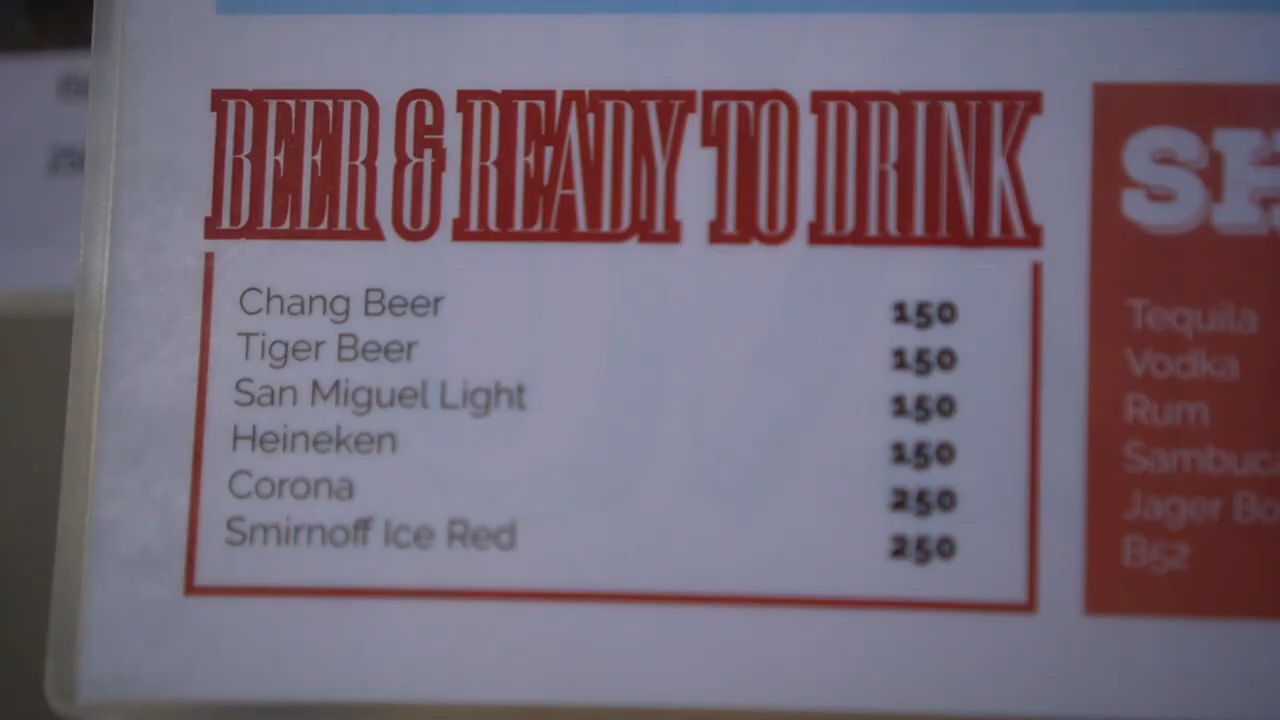 BEER & READY TO DRINK
Chang Beer 150
Tiger Beer 150
San Miguel Light 150
Heineken 150
Corona 250
Smirnoff Ice Red 250
Tequila
Vodka
Rum
Jager
B52